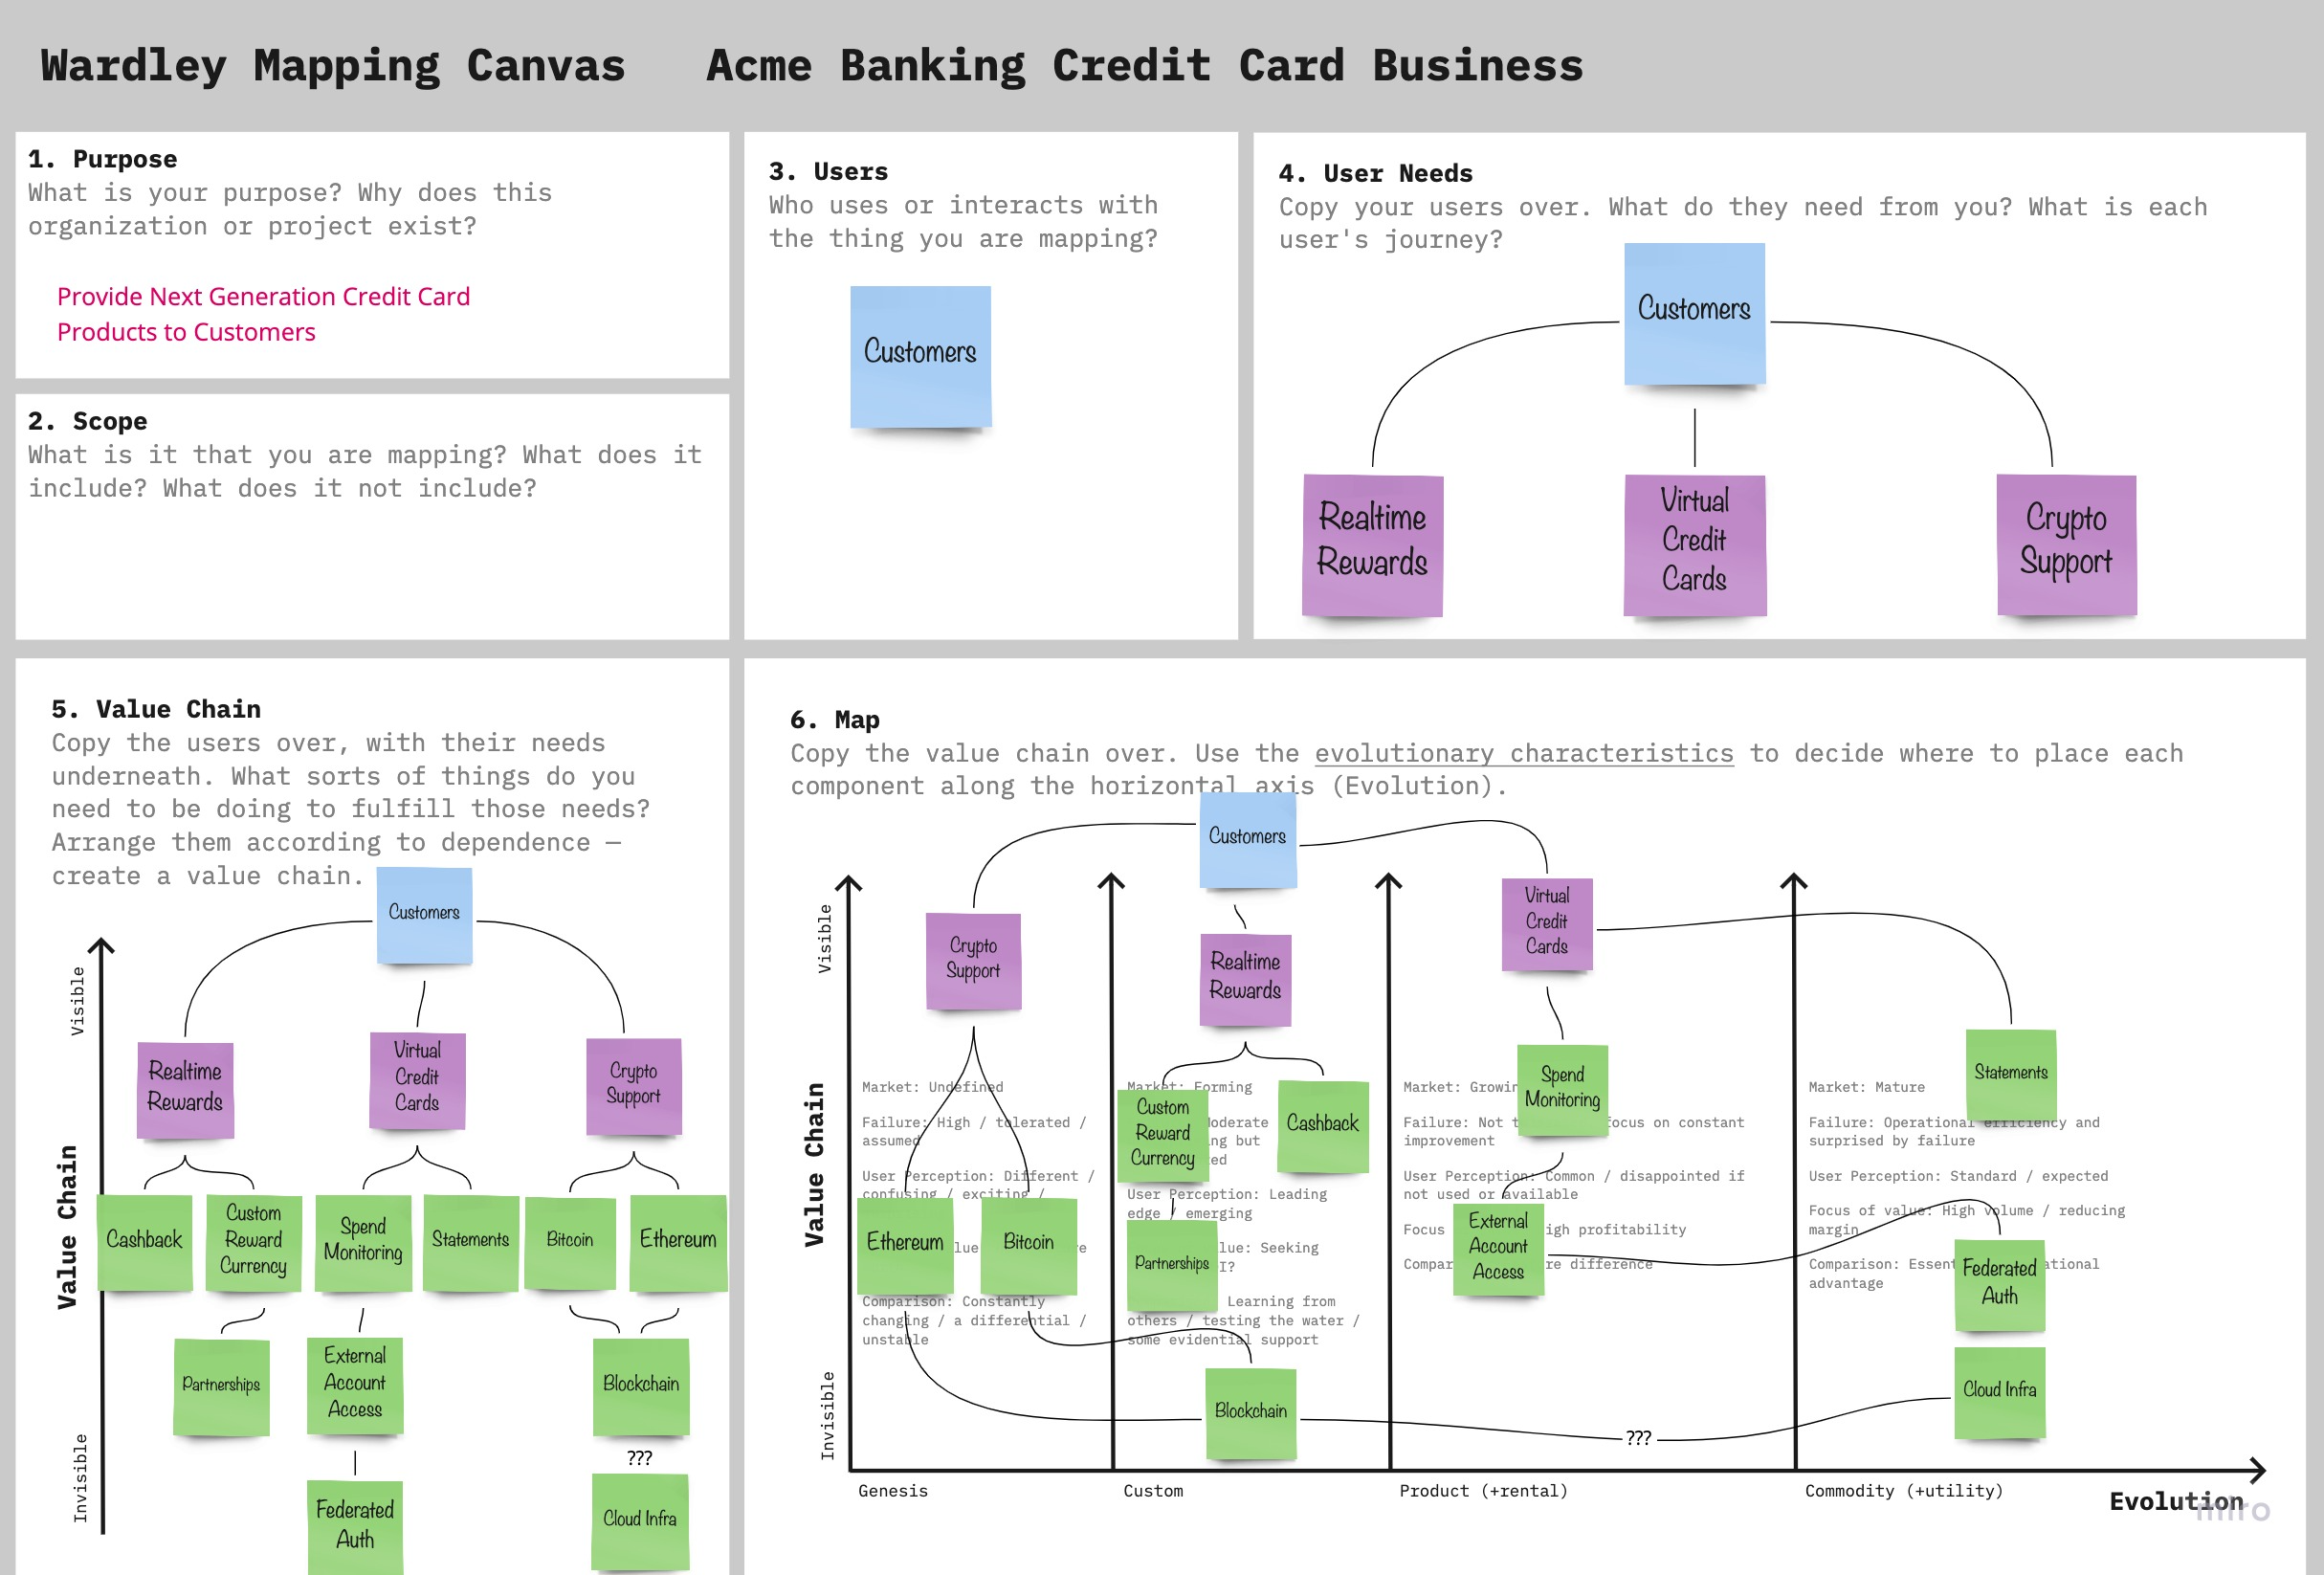 Wardley Mapping Canvas
Acme Banking Credit Card Business
1. Purpose
What is your purpose? Why does this
organization or project exist?
Provide Next Generation Credit Card
Products to Customers
2. Scope
What is it that you are mapping? What does it
include? What does it not include?
3. Users
Who uses or interacts with
the thing you are mapping?
Customers
4. User Needs
Copy your users over. What do they need from you? What is each
user's journey?
Customers
Realtime
Rewards
Virtual
Credit
Cards
Crypto
Support
5. Value Chain
Copy the users over, with their needs
underneath. What sorts of things do you
need to be doing to fulfill those needs?
Arrange them according to dependence —
create a value chain.
Visible
Value Chain
Invisible
Customers
Realtime
Rewards
Virtual
Credit
Cards
Crypto
Support
Cashback
Custom
Reward
Currency
Spend
Monitoring
Statements
Bitcoin
Ethereum
Partnerships
External
Account
Access
Blockchain
???
Federated
Auth
Cloud Infra
6. Map
Copy the value chain over. Use the evolutionary characteristics to decide where to place each
component along the horizontal axis (Evolution).
Visible
Value Chain
Invisible
Customers
Crypto
Support
Realtime
Rewards
Virtual
Credit
Cards
Market: Undefined
Failure: High / tolerated /
assumed
User Perception: Different /
confusing / exciting /
Ethereum
Bitcoin
Comparison: Constantly
changing / a differential /
unstable
Market: Forming
Custom
Reward
Currency
Cashback
Moderate
but
User Perception: Leading
edge / emerging
Partnerships
Seeking
Learning from
others / testing the water /
some evidential support
Blockchain
Market:
Spend
Monitoring
Failure: Not focus on constant
improvement
User Perception: Common / disappointed if
not used or available
External
Account
Access
Focus high profitability
difference
Market: Mature
Statements
Failure: Operational efficiency and
surprised by failure
User Perception: Standard / expected
Focus of value: High volume / reducing
margin
Federated
Auth
Comparison:
advantage
Cloud Infra
???
Genesis
Custom
Product (+rental)
Commodity (+utility)
Evolution
miro